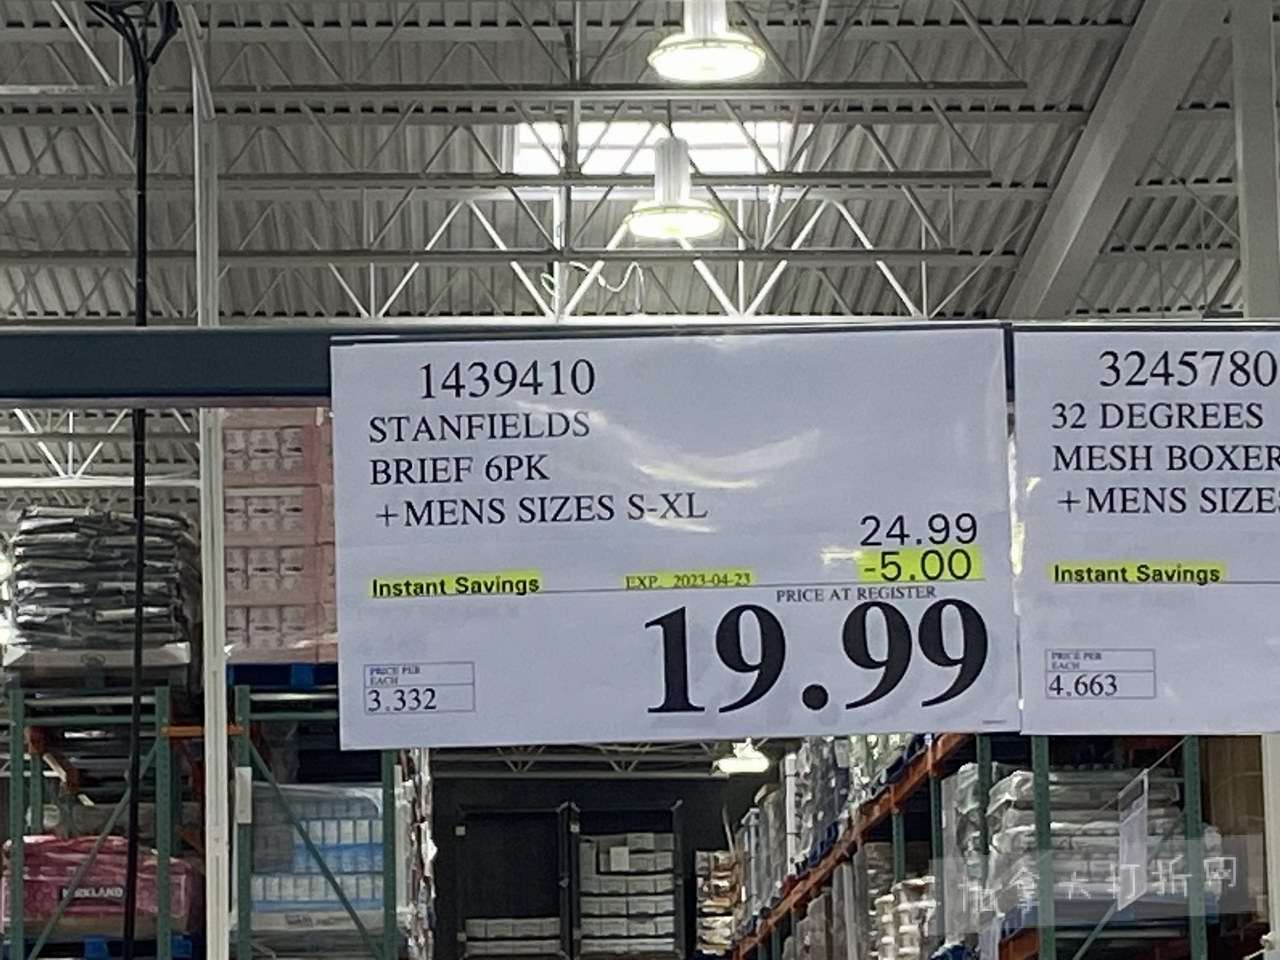 1439410
STANFIELDS
BRIEF 6PK
+MENS SIZES S-XL
24.99
-5.00
Instant Savings
EXP. 2023-04-23
PRICE AT REGISTER
19.99
PRICE PER
EACH
3.332
3245780
32 DEGREES
MESH BOXER
+MENS SIZES
Instant Savings
PRICE PER
EACH
4.663
KIRKLAND
加拿大打折网